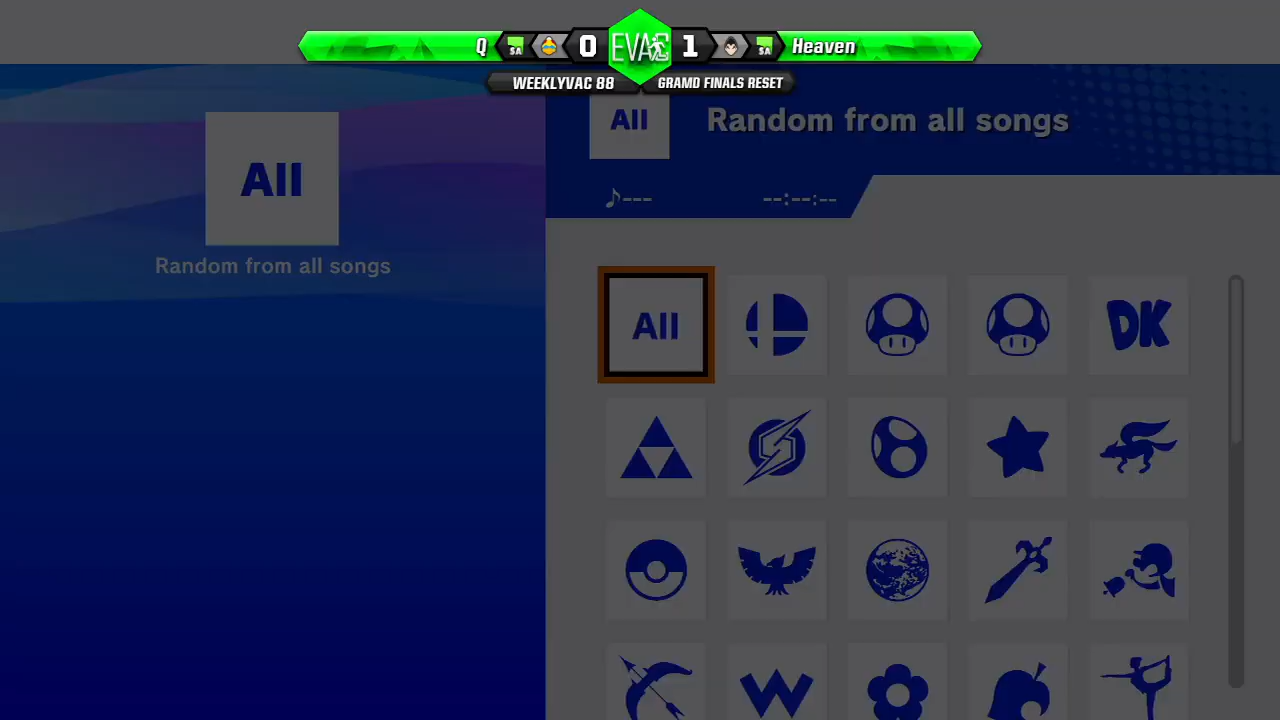 Q SA 0 EVAC 1 SA Heaven
WEEKLYVAC 88 GRAMD FINALS RESET
All
Random from all songs
♪--- --:--:--
All
Random from all songs
All
DK